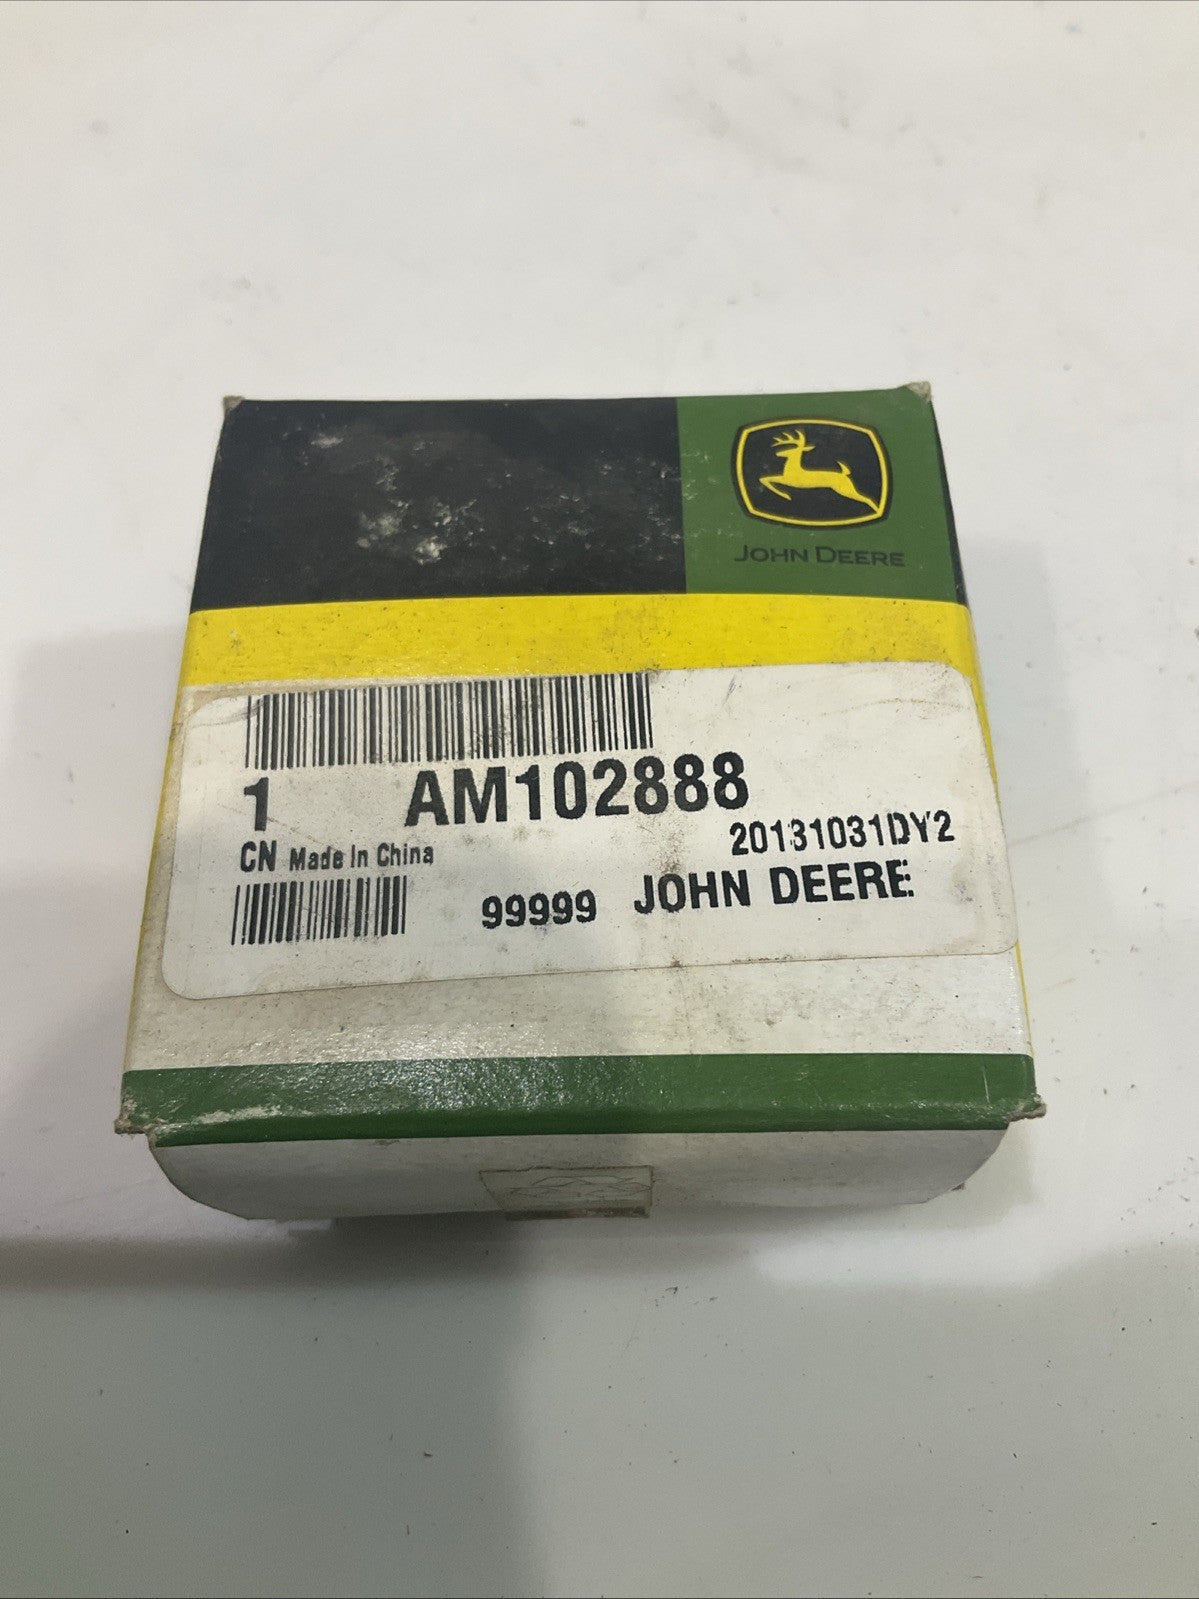 JOHN DEERE
1 AM102888
20131031DY2
CN Made In China
99999 JOHN DEERE